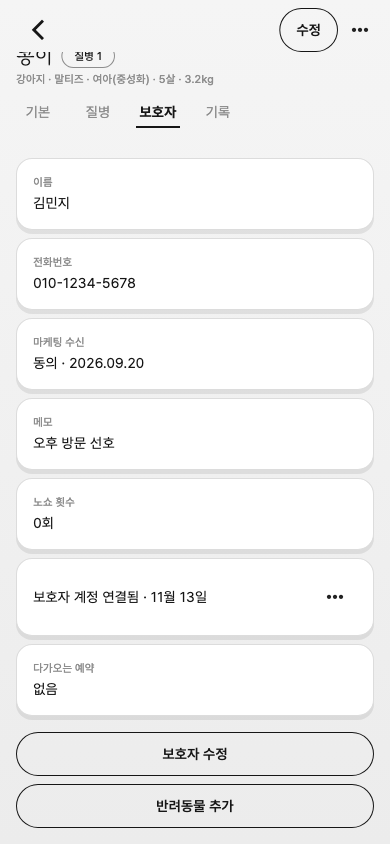 수정
질병 1
강아지 · 말티즈 · 여아(중성화) · 5살 · 3.2kg
기본 질병 보호자 기록
이름
김민지
전화번호
010-1234-5678
마케팅 수신
동의 · 2026.09.20
메모
오후 방문 선호
노쇼 횟수
0회
보호자 계정 연결됨 · 11월 13일
다가오는 예약
없음
보호자 수정
반려동물 추가